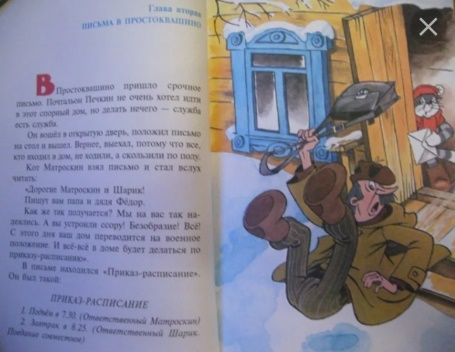 Глава вторая
ПИСЬМА В ПРОСТОКВАШИНО
В Простоквашино пришло срочное
письмо. Почтальон Печкин не очень хотел идти
в этот спорный дом, но делать нечего — служба
есть служба.
Он вошёл в открытую дверь, положил письмо
на стол и вышел. Вернее, выехал, потому что все,
кто входил в дом, не ходили, а скользили по полу.
Кот Матроскин взял письмо и стал вслух
читать:
«Дорогие Матроскин и Шарик!
Пишут вам папа и дядя Фёдор.
Как же так получается? Мы на вас так на-
деялись. А вы устроили ссору! Безобразие! Всё!
С этого дня ваш дом переводится на военное
положение. И всё-всё в доме будет делаться по
приказу-расписанию».
В письме находился «Приказ-расписание».
Он был такой:
ПРИКАЗ-РАСПИСАНИЕ
1. Подъём в 7.30. (Ответственный Матроскин)
2. Завтрак в 8.25. (Ответственный Шарик.
Поедание совместное)